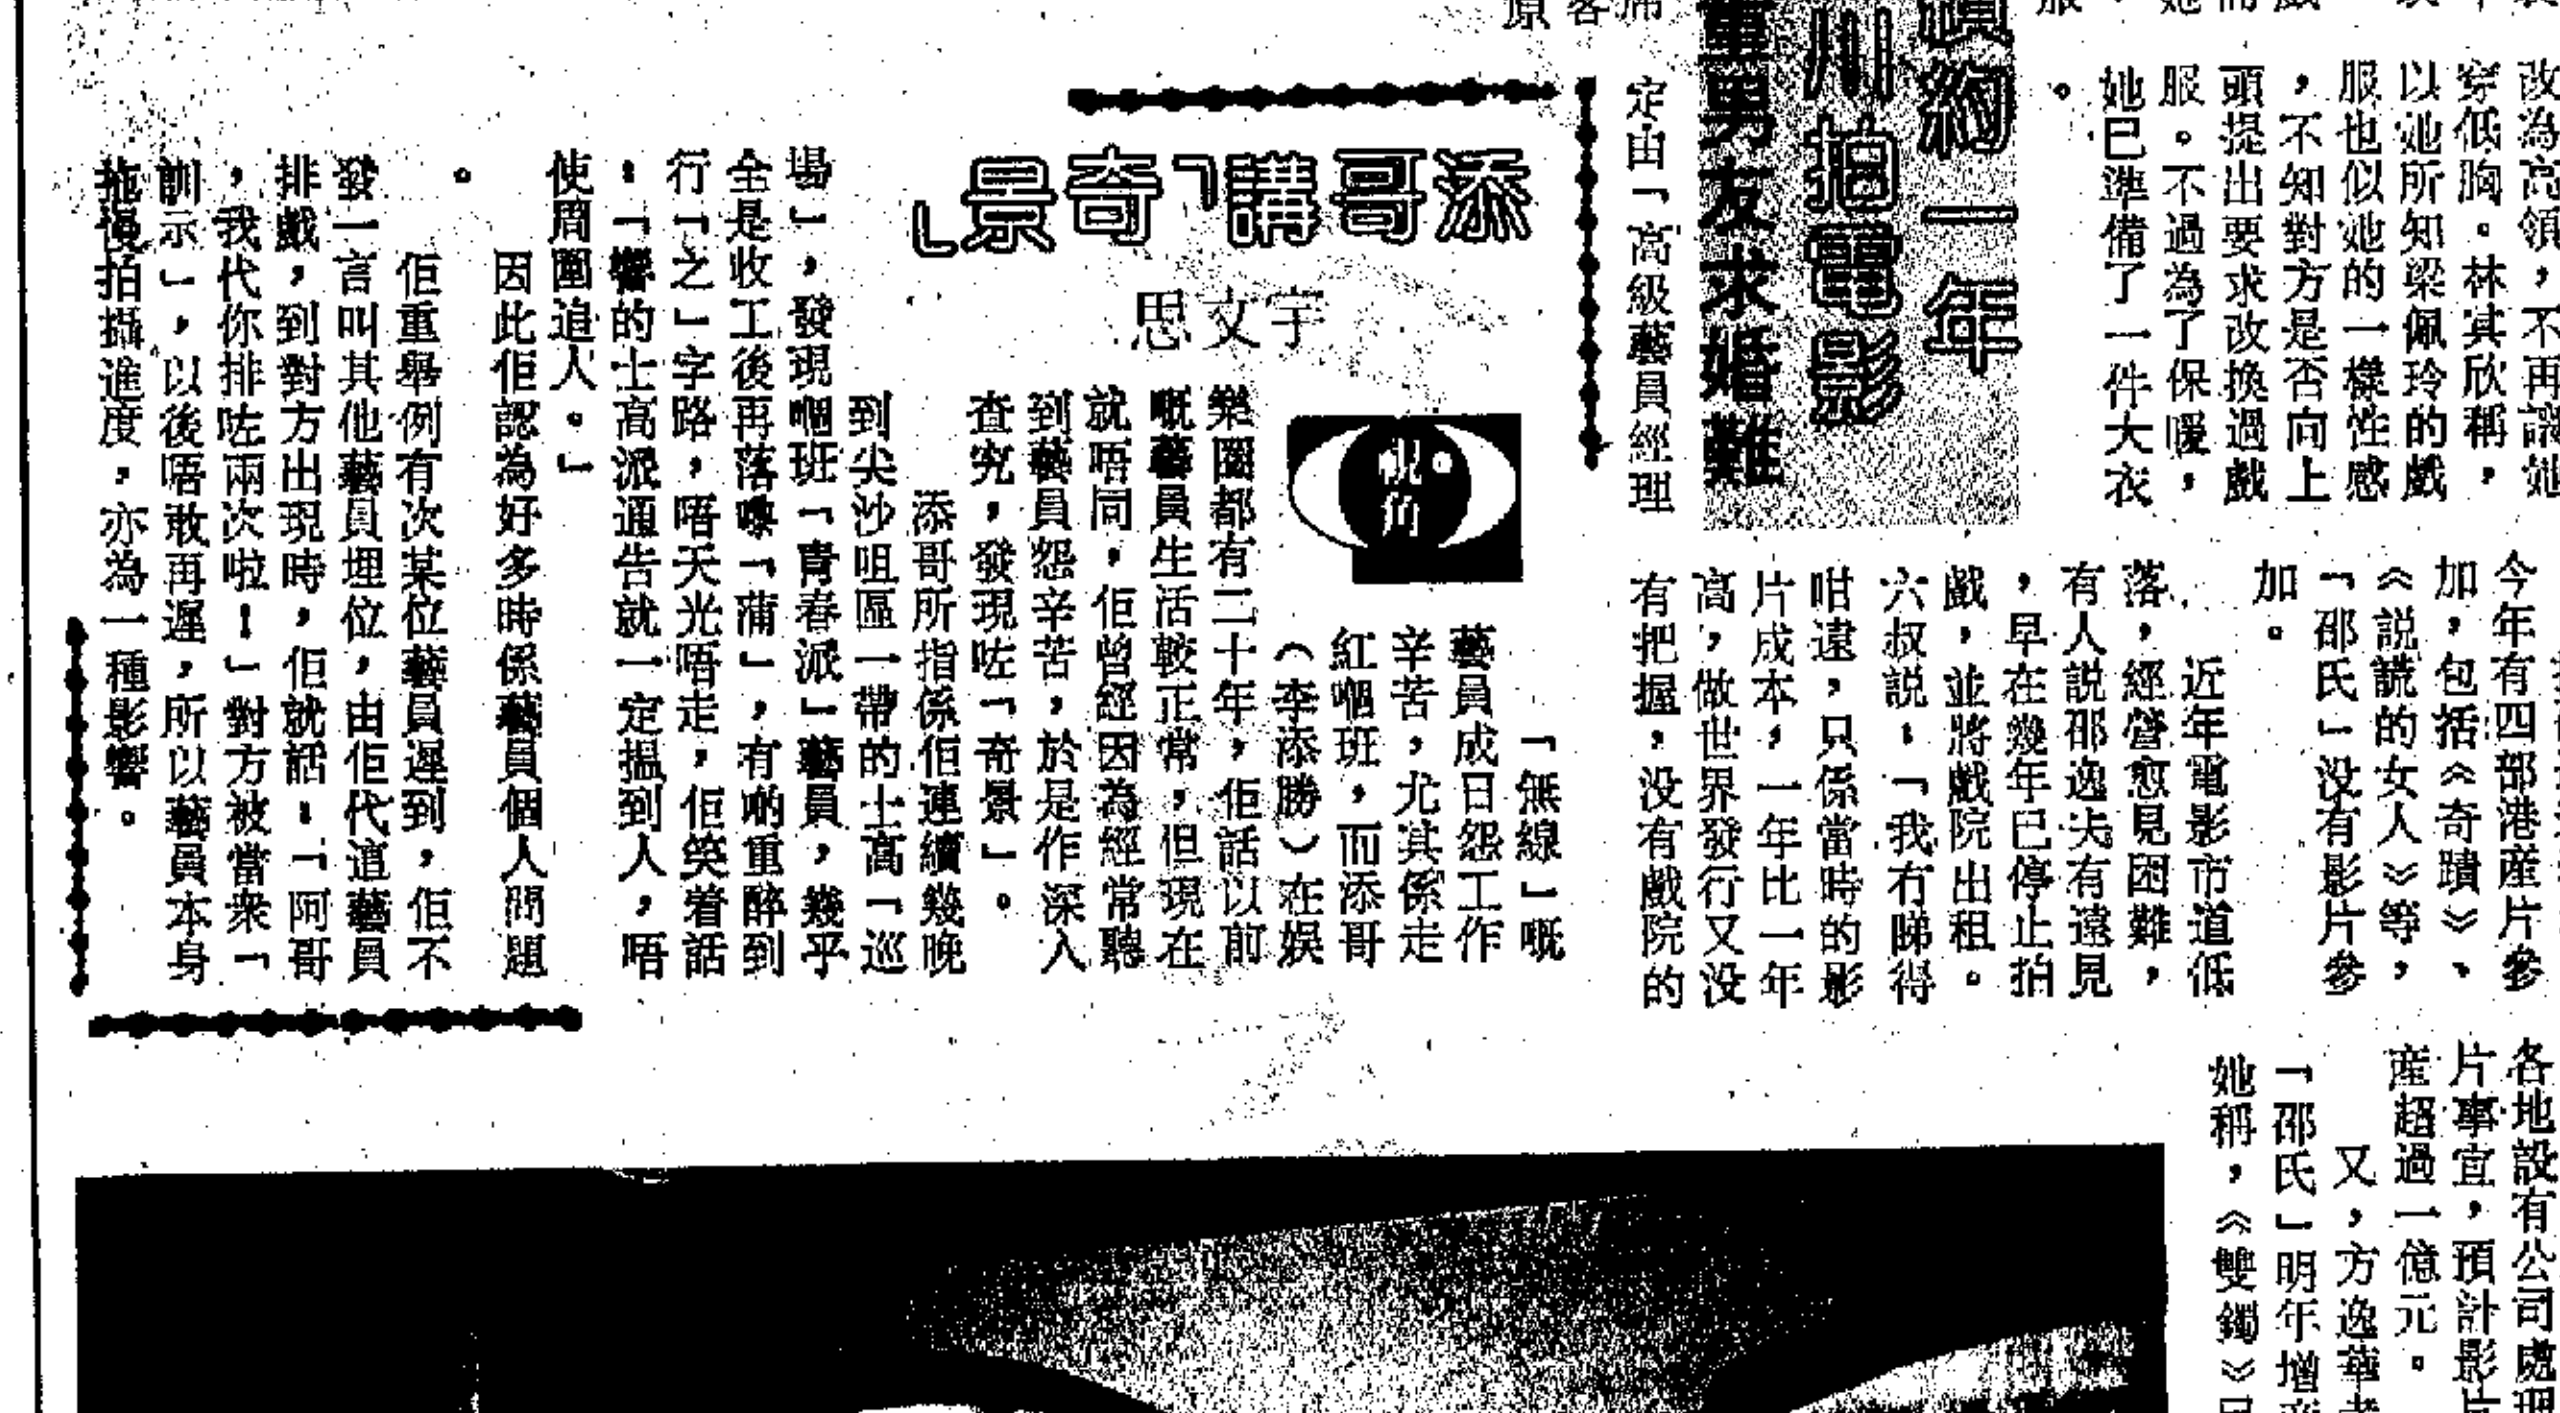 改為高領，不再讓她
穿低胸。林其欣稱，
以她所知梁佩玲的戲
服也似她的一樣性感
，不知對方是否向上
頭提出要求改換過戲
服。不過為了保暖，
她已準備了一件大衣
。
約一年
川拍電影
重男友求婚難
定由「高級藝員經理
今年有四部港產片參
加，包括《奇蹟》、
《説謊的女人》等，
「邵氏」没有影片參
加。
近年電影市道低
落，經營愈見困難，
有人説邵逸夫有遠見
，早在幾年已停止拍
戲，並將戲院出租。
六叔説：「我冇睇得
咁遠，只係當時的影
片成本，一年比一年
高，做世界發行又没
有把握，没有戲院的
各地設有公司處理
片事宜，預計影片
產超過一億元。
又，方逸華
「邵氏」明年增
她稱，《雙鐲》
添哥講「奇景」
宇文思
視角
「無線」嘅
藝員成日怨工作
辛苦，尤其係走
紅嗰班，而添哥
（李添勝）在娛
樂圈都有二十年，佢話以前
嘅藝員生活較正常，但現在
就唔同，佢曾經因為經常聽
到藝員怨辛苦，於是作深入
查究，發現咗「奇景」。
添哥所指係佢連續幾晚
到尖沙咀區一帶的士高「巡
場」，發現嗰班「青春派」藝員，幾乎
全是收工後再落嚟「蒲」，有啲重醉到
行「之」字路，唔天光唔走，佢笑着話
：「響的士高派通告就一定搵到人，唔
使周圍追人。」
因此佢認為好多時係藝員個人問題
。
佢重舉例有次某位藝員遲到，佢不
發一言叫其他藝員埋位，由佢代這藝員
排戲，到對方出現時，佢就話：「阿哥
，我代你排咗兩次啦！」對方被當衆「
訓示」，以後唔敢再遲，所以藝員本身
拖慢拍攝進度，亦為一種影響。